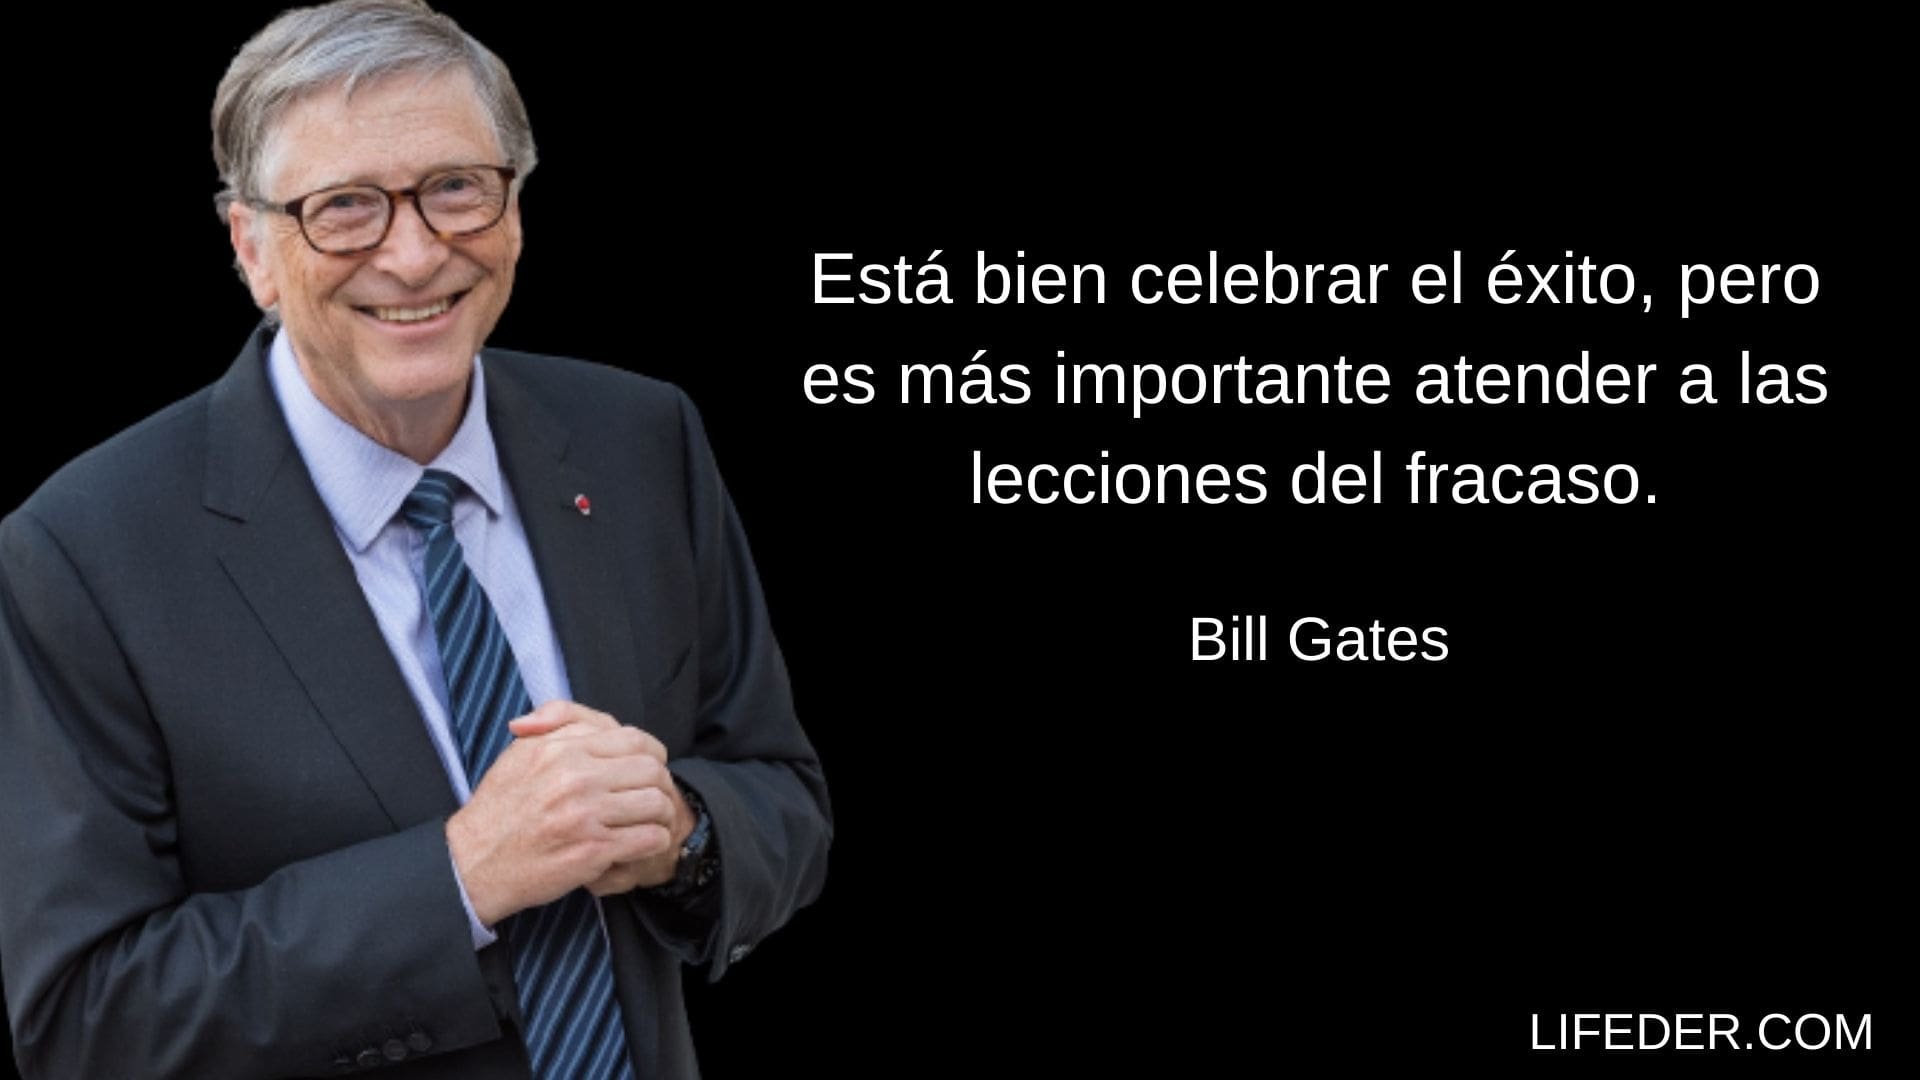 Está bien celebrar el éxito, pero
es más importante atender a las
lecciones del fracaso.
Bill Gates
LIFEDER.COM